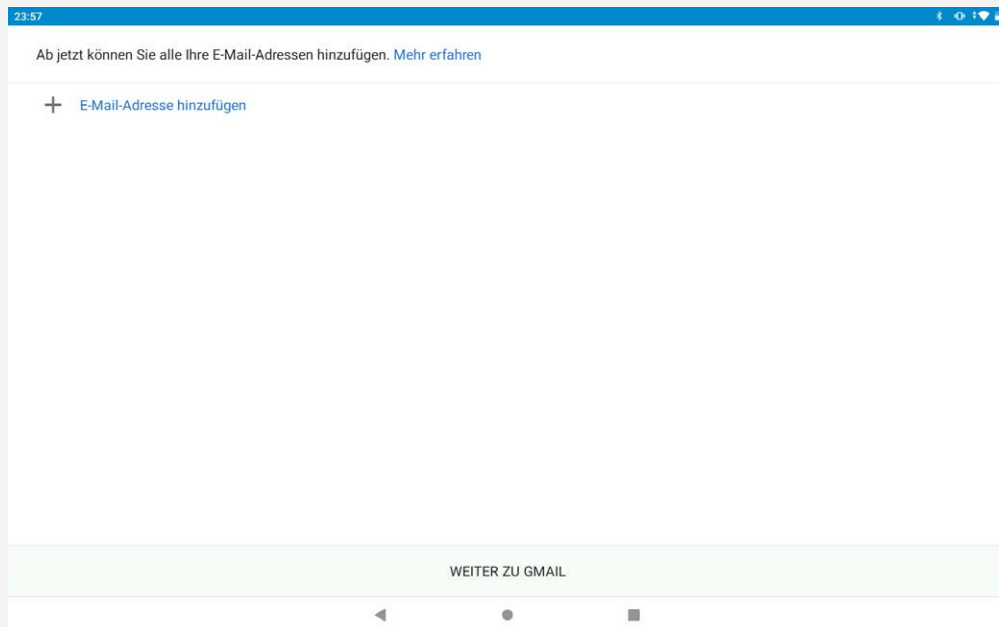 23:57
Ab jetzt können Sie alle Ihre E-Mail-Adressen hinzufügen. Mehr erfahren
E-Mail-Adresse hinzufügen
WEITER ZU GMAIL